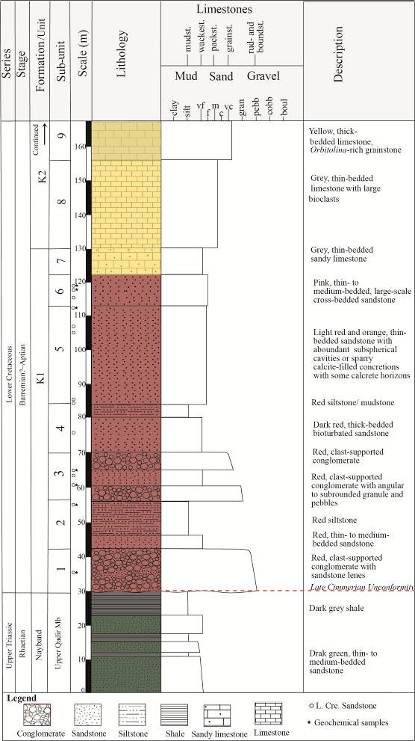 Limestones
mudst.
wackest.
packst.
grainst.
rud- and
boundst.
Series
Stage
Formation/Unit
Sub-unit
Scale (m)
Lithology
Description
Mud
Sand
Gravel
clay
silt
vf
f
m
c
vc
gran
pebb
cobb
boul
Lower Cretaceous
Upper Triassic
Barremian?-Aptian
Rhaetian
Continued
K2
K1
Nayband
9
8
7
6
5
4
3
2
1
Upper Qadir Mb
160
150
140
130
120
110
100
90
80
70
60
50
40
30
20
10
0
Yellow, thick-
bedded limestone,
Orbitolina-rich grainstone
Grey, thin-bedded
limestone with large
bioclasts
Grey, thin-bedded
sandy limestone
Pink, thin- to
medium-bedded, large-scale
cross-bedded sandstone
Light red and orange, thin-
bedded sandstone with
aboundant subspherical
cavities or sparry
calcite-filled concretions
with some calcrete horizonts
Red siltstone/ mudstone
Dark red, thick-bedded
bioturbated sandstone
Red, clast-supported
conglomerate
Red, clast-supported
conglomerate with angular
to subrounded granule and
pebbles
Red siltstone
Red, thin- to medium-
bedded sandstone
Red, clast-supported
conglomerate with
sandstone lenes
Late Cimmerian Unconformity
Dark grey shale
Drak green, thin- to
medium-bedded
sandstone
Legend
Conglomerate
Sandstone
Siltstone
Shale
Sandy limestone
Limestone
L. Cre. Sandstone
Geochemical samples